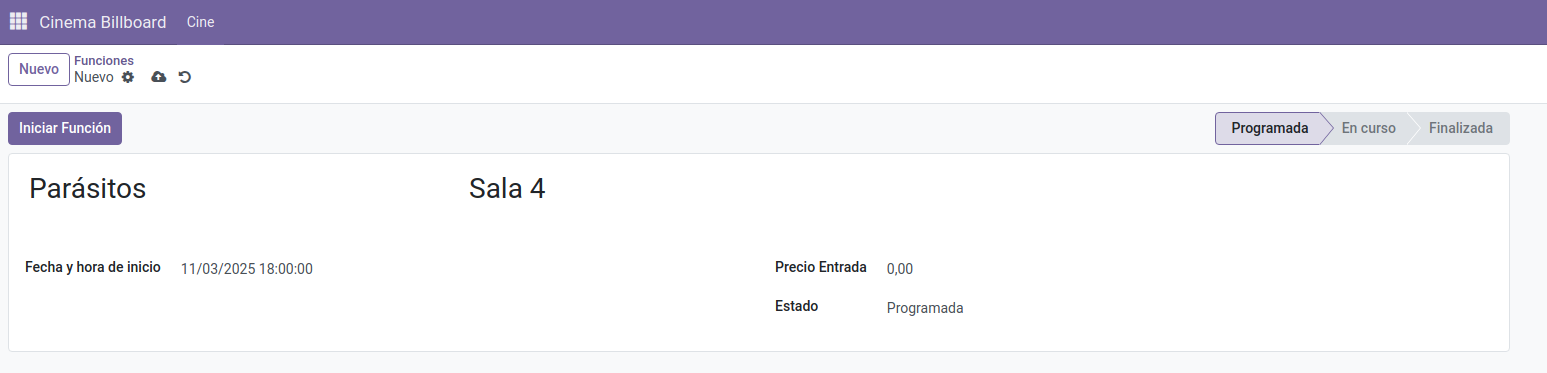 Cinema Billboard Cine
Nuevo
Funciones
Nuevo
Iniciar Función
Programada En curso Finalizada
Parásitos Sala 4
Fecha y hora de inicio 11/03/2025 18:00:00
Precio Entrada 0,00
Estado Programada